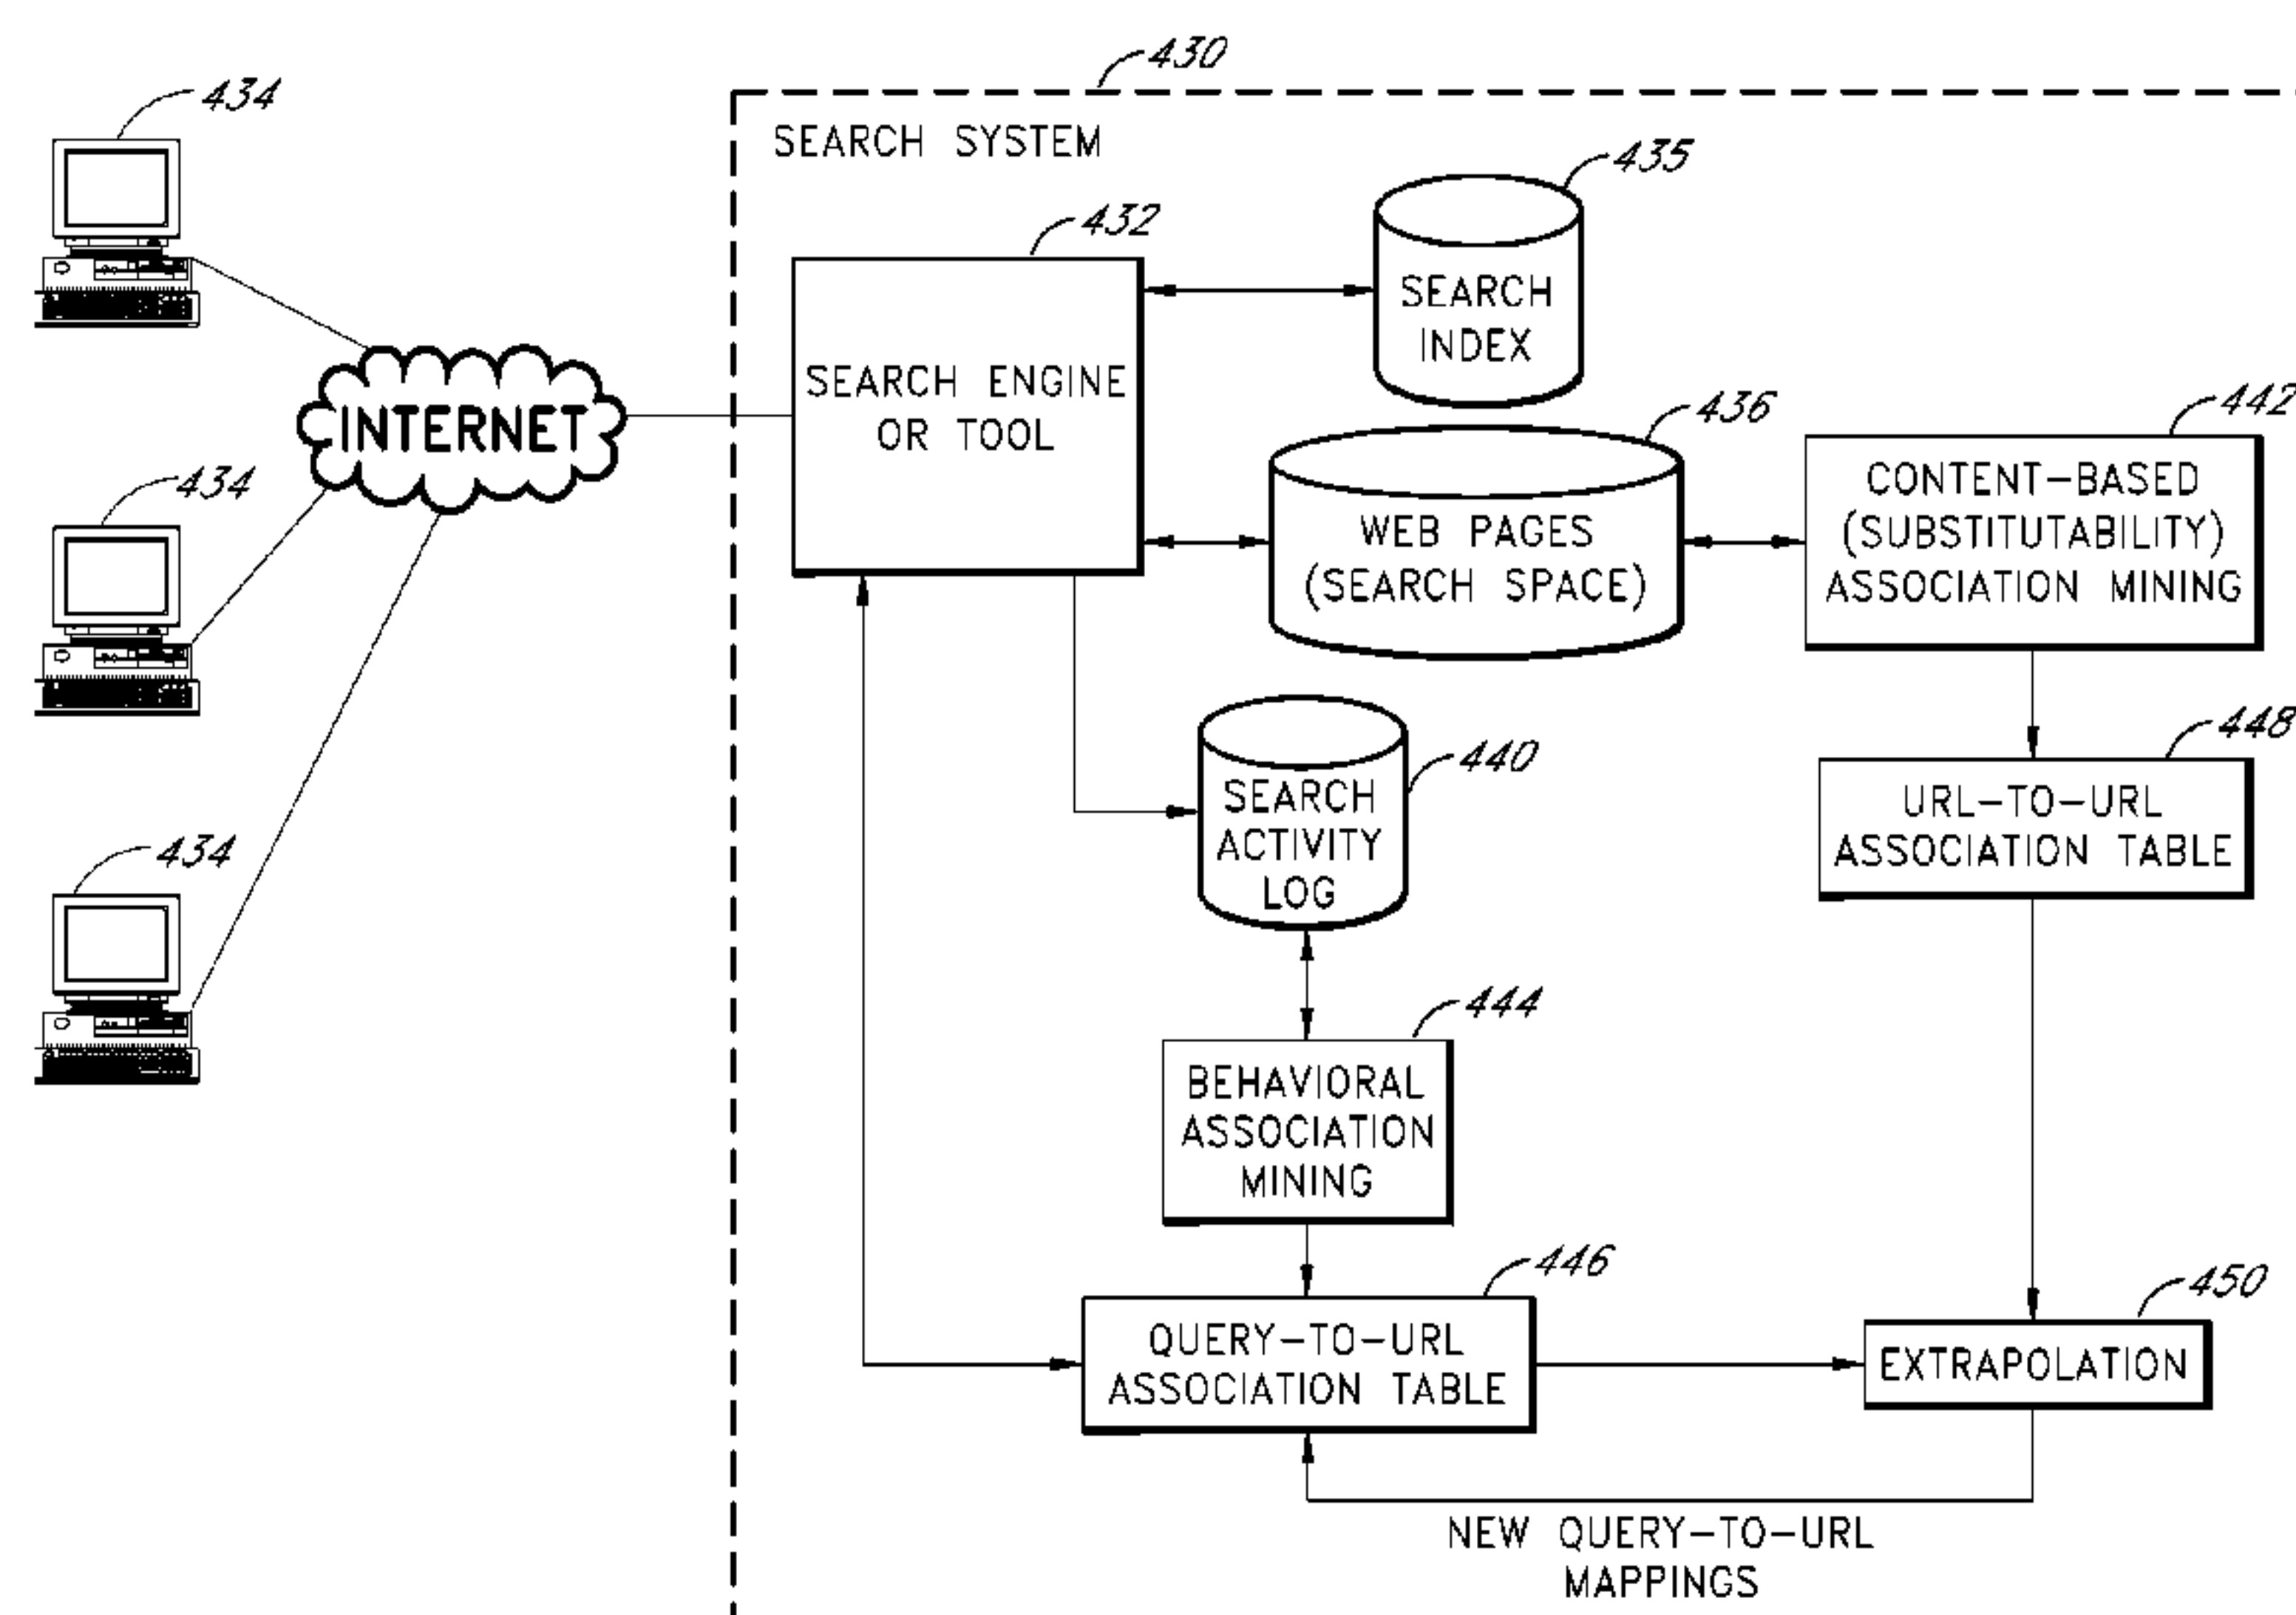 430
434
SEARCH SYSTEM
435
432
SEARCH
INDEX
SEARCH ENGINE
OR TOOL
INTERNET
436
442
WEB PAGES
(SEARCH SPACE)
CONTENT-BASED
(SUBSTITUTABILITY)
ASSOCIATION MINING
434
448
URL-TO-URL
ASSOCIATION TABLE
440
SEARCH
ACTIVITY
LOG
434
444
BEHAVIORAL
ASSOCIATION
MINING
446
QUERY-TO-URL
ASSOCIATION TABLE
450
EXTRAPOLATION
NEW QUERY-TO-URL
MAPPINGS